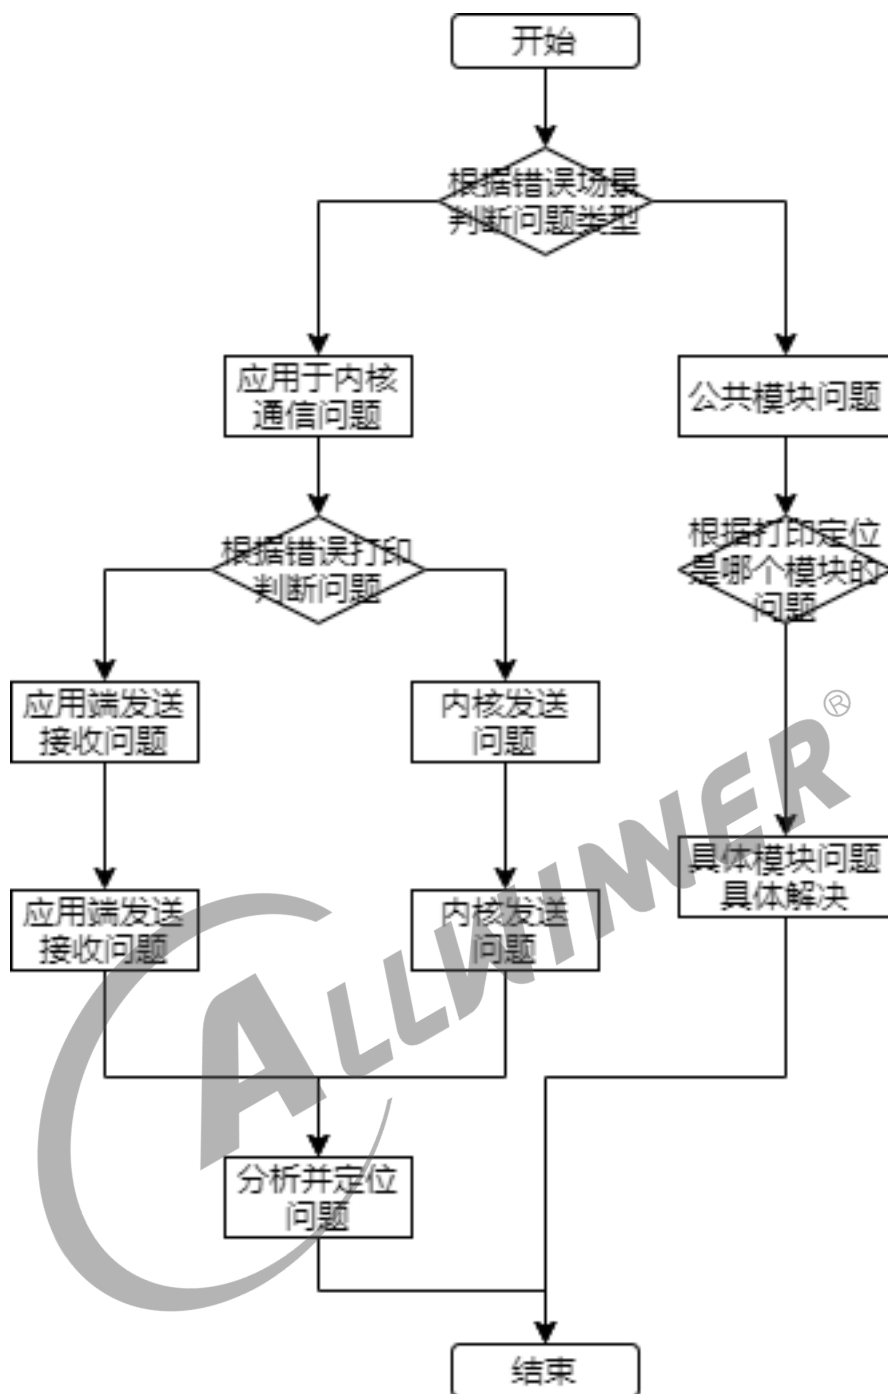 开始
根据错误场景
判断问题类型
应用于内核
通信问题
公共模块问题
根据错误打印
判断问题
根据打印定位
是哪个模块的
问题
应用端发送
接收问题
内核发送
问题
具体模块问题
具体解决
应用端发送
接收问题
内核发送
问题
ALLWINNER®
分析并定位
问题
结束